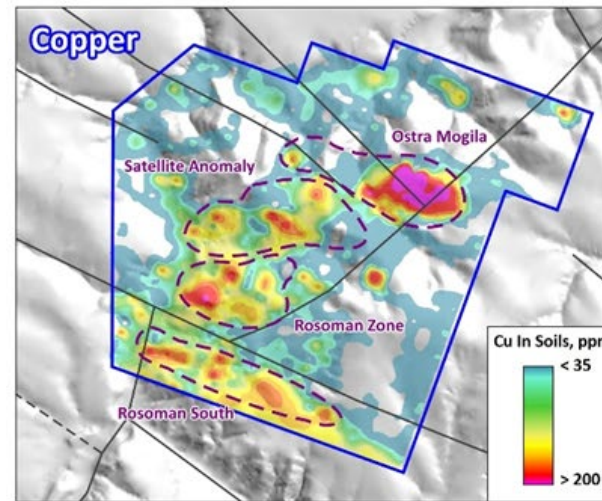 Copper
Ostra Mogila
Satellite Anomaly
Rosoman Zone
Cu In Soils, ppm
< 35
> 200
Rosoman South